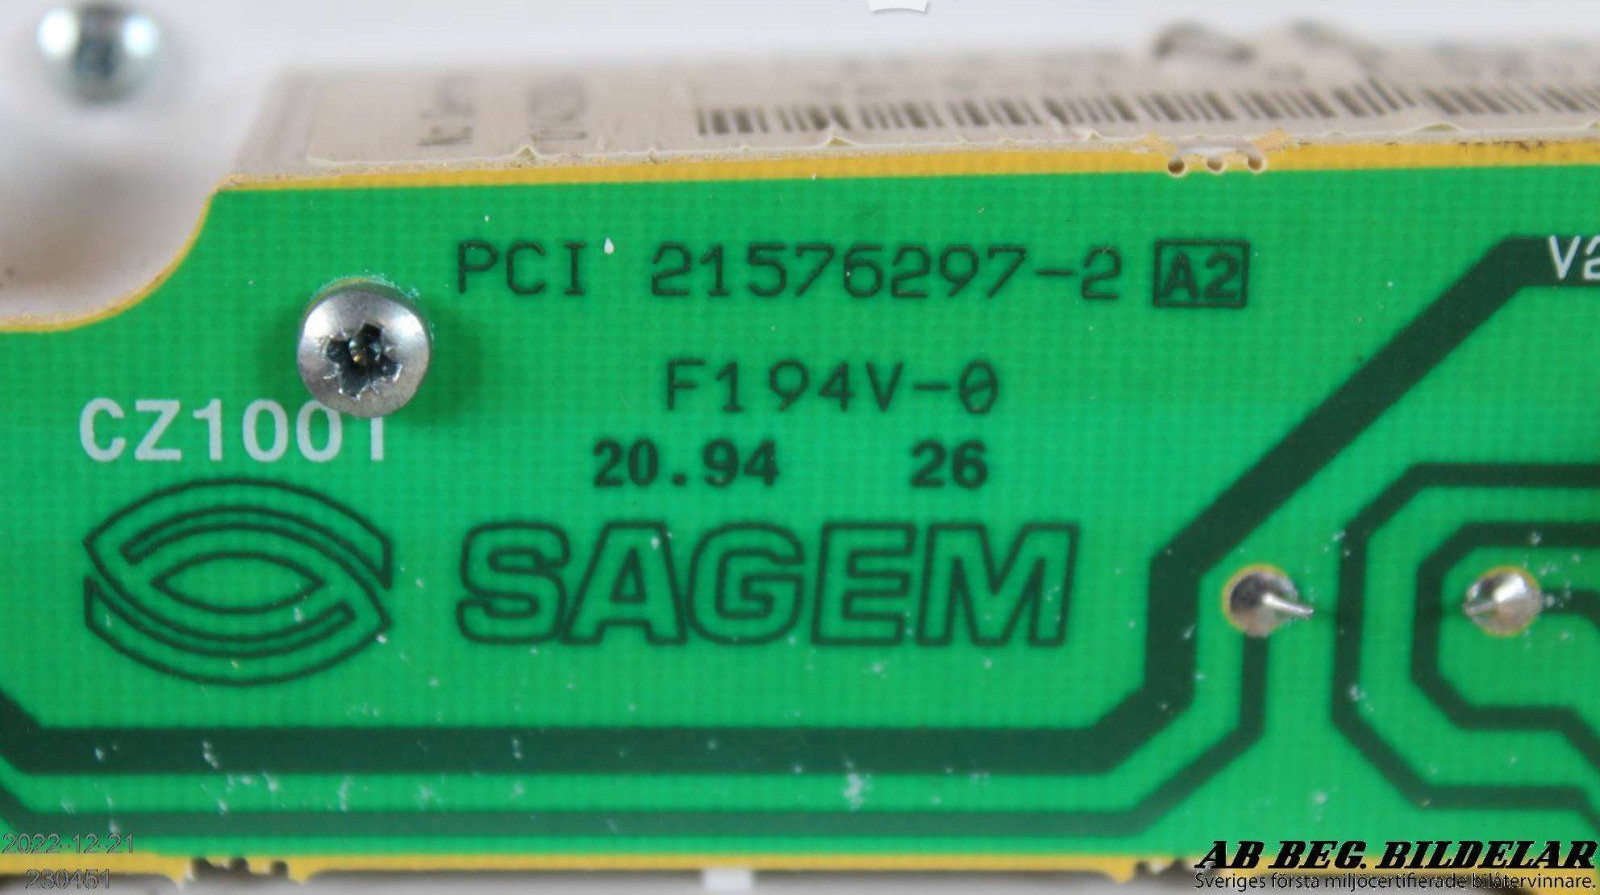 PCI 21576297-2 A2
V2
F194V-0
CZ1001
20.94 26
SAGEM
2022-12-21
230451
AB BEG. BILDELAR
Sveriges första miljöcertifierade bilåtervinnare.